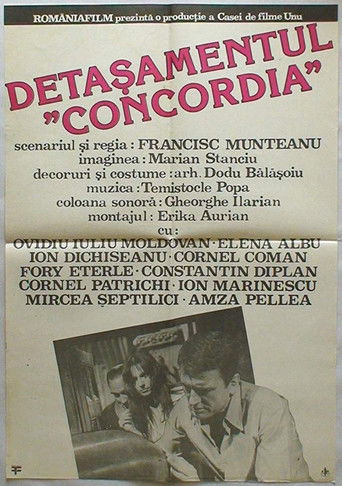 ROMÂNIAFILM prezintă o producție a Casei de filme Unu
DETAȘAMENTUL
"CONCORDIA"
scenariul și regia : FRANCISC MUNTEANU
imaginea : Marian Stanciu
decoruri și costume : arh. Dodu Bălășoiu
muzica : Temistocle Popa
coloana sonoră : Gheorghe Ilarian
montajul : Erika Aurian
cu :
OVIDIU IULIU MOLDOVAN · ELENA ALBU
ION DICHISEANU · CORNEL COMAN
FORY ETERLE · CONSTANTIN DIPLAN
CORNEL PATRICHI · ION MARINESCU
MIRCEA ȘEPTILICI · AMZA PELLEA